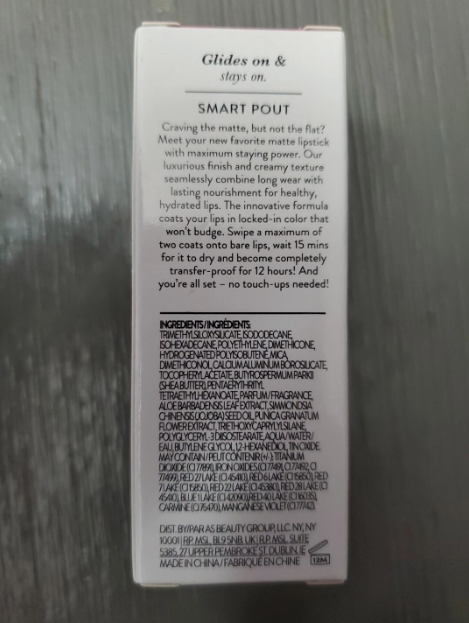 Glides on &
stays on.
SMART POUT
Craving the matte, but not the flat?
Meet your new favorite matte lipstick
with maximum staying power. Our
luxurious finish and creamy texture
seamlessly combine long wear with
lasting nourishment for healthy,
hydrated lips. The innovative formula
coats your lips in locked-in color that
won't budge. Swipe a maximum of
two coats onto bare lips, wait 15 mins
for it to dry and become completely
transfer-proof for 12 hours! And
you're all set – no touch-ups needed!
INGREDIENTS/INGRÉDIENTS:
TRIMETHYLSILOXYSILICATE, ISODODECANE,
ISOHEXADECANE, POLYETHYLENE, DIMETHICONE,
HYDROGENATED POLYISOBUTENE, MICA,
DIMETHICONOL, CALCIUM ALUMINUM BOROSILICATE,
TOCOPHERYL ACETATE, BUTYROSPERMUM PARKII
(SHEA BUTTER), PENTAERYTHRITYL
TETRAETHYLHEXANOATE, PARFUM/FRAGRANCE,
ALOE BARBADENSIS LEAF EXTRACT, SIMMONDSIA
CHINENSIS (JOJOBA) SEED OIL, PUNICA GRANATUM
FLOWER EXTRACT, TRIETHOXYCAPRYLYLSILANE,
POLYGLYCERYL-3 DIISOSTEARATE, AQUA/WATER/
EAU, BUTYLENE GLYCOL, 1,2-HEXANEDIOL, TIN OXIDE.
MAY CONTAIN/PEUT CONTENIR (+/-): TITANIUM
DIOXIDE (CI 77891), IRON OXIDES (CI 77491, CI 77492, CI
77499), RED 27 LAKE (CI 45410), RED 6 LAKE (CI 15850), RED
7 LAKE (CI 15850), RED 22 LAKE (CI 45380), RED 28 LAKE (CI
45410), BLUE 1 LAKE (CI 42090), RED 40 LAKE (CI 16035),
CARMINE (CI 75470), MANGANESE VIOLET (CI 77742)
DIST. BY/PAR AS BEAUTY GROUP, LLC. NY, NY
10001 | RP. MSL, BL9 5NB, UK | R.P. MSL, SUITE
5385, 27 UPPER PEMBROKE ST. DUBLIN, IE
MADE IN CHINA / FABRIQUÉ EN CHINE
12M